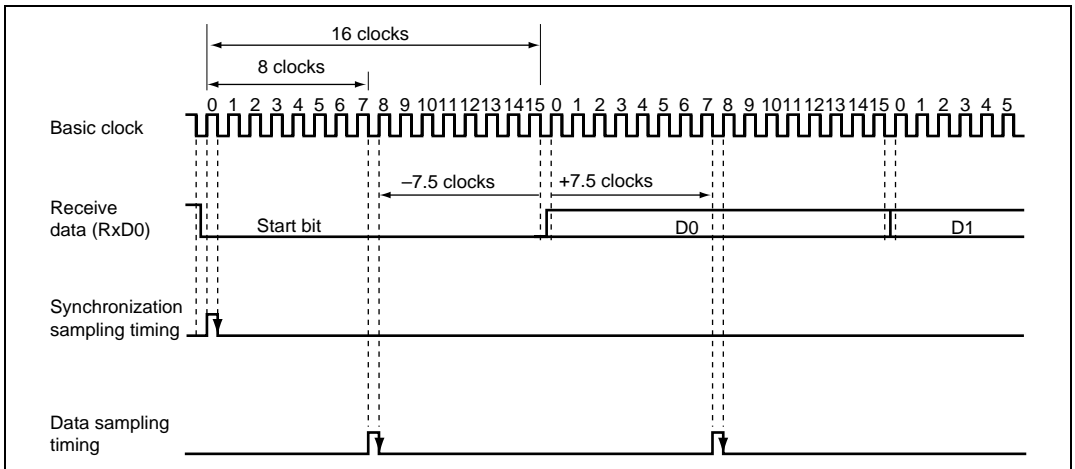 16 clocks
8 clocks
0 1 2 3 4 5 6 7 8 9 10 11 12 13 14 15 0 1 2 3 4 5 6 7 8 9 10 11 12 13 14 15 0 1 2 3 4 5
Basic clock
–7.5 clocks +7.5 clocks
Receive
data (RxD0)
Start bit D0 D1
Synchronization
sampling timing
Data sampling
timing